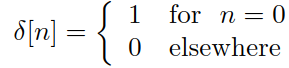 δ[n] = { 1 for n = 0
0 elsewhere